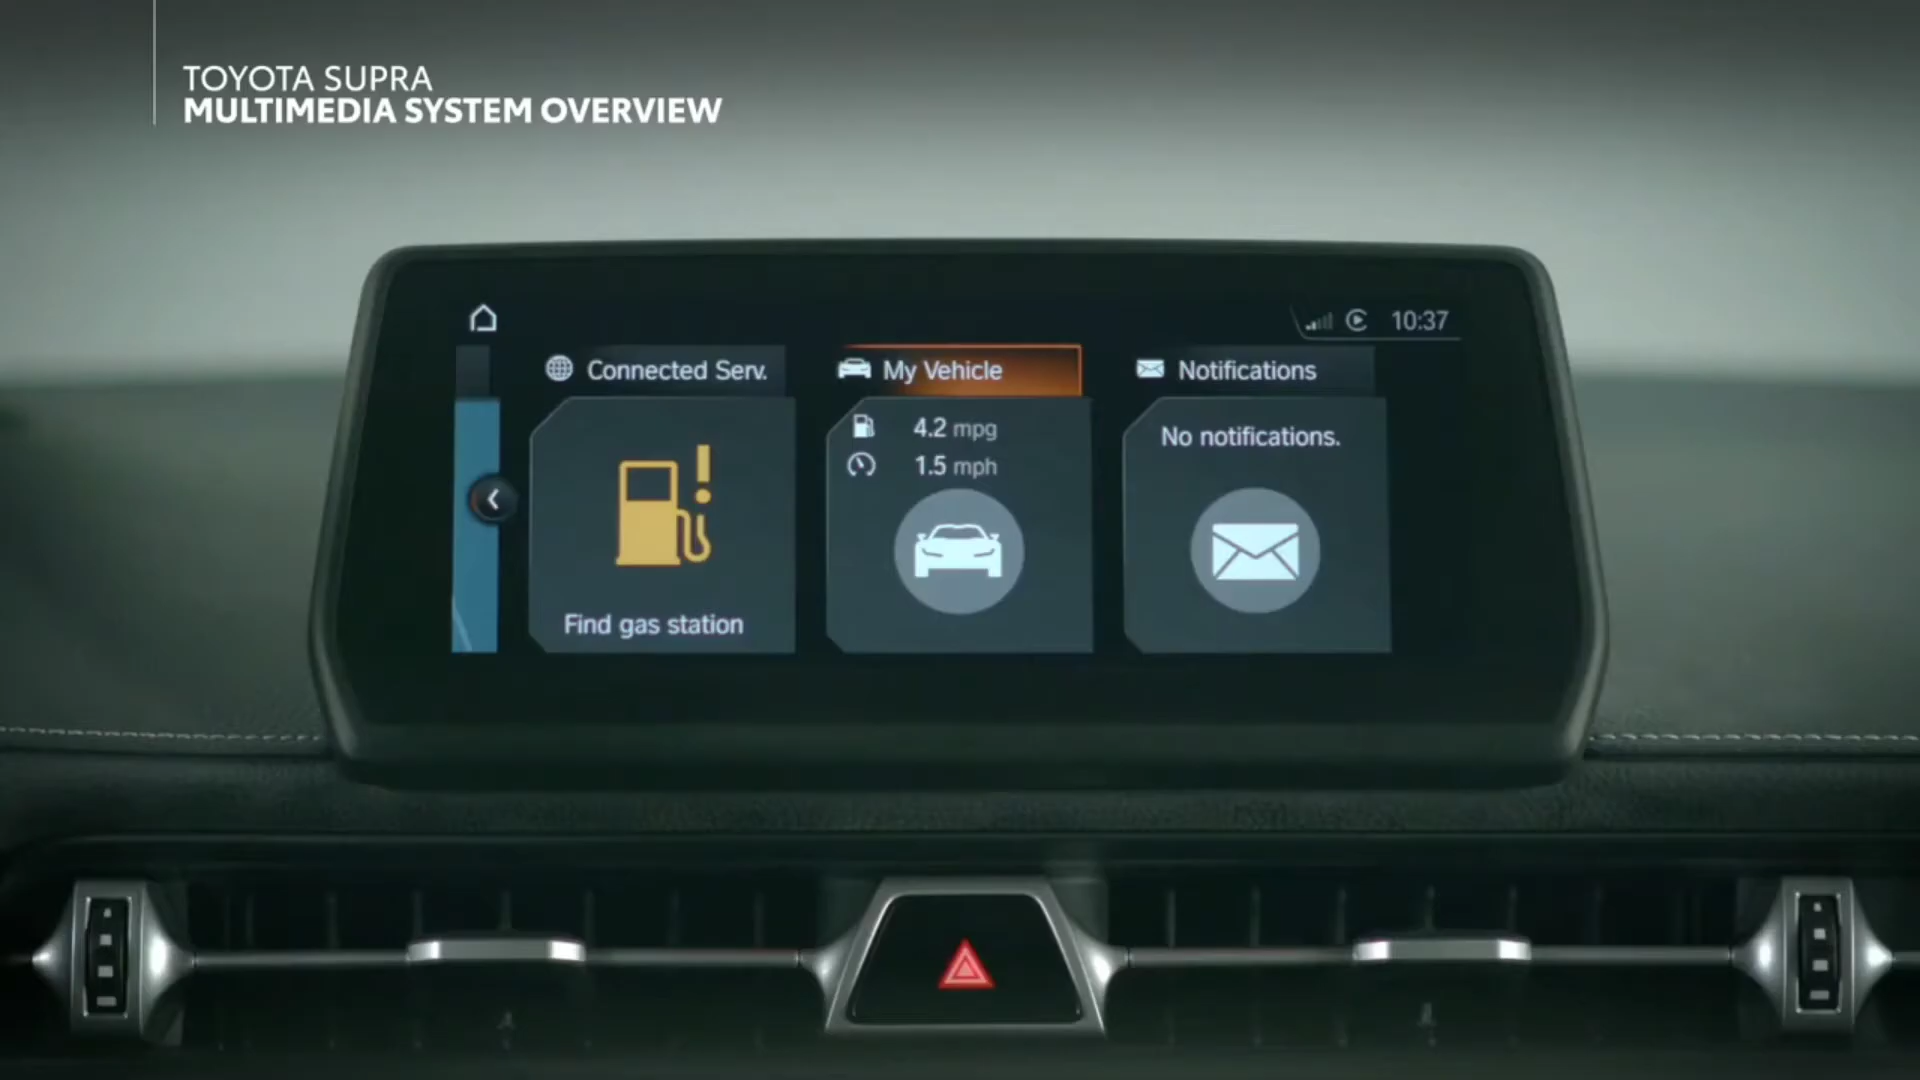 TOYOTA SUPRA
MULTIMEDIA SYSTEM OVERVIEW
10:37
Connected Serv.
My Vehicle
Notifications
4.2 mpg
1.5 mph
No notifications.
Find gas station